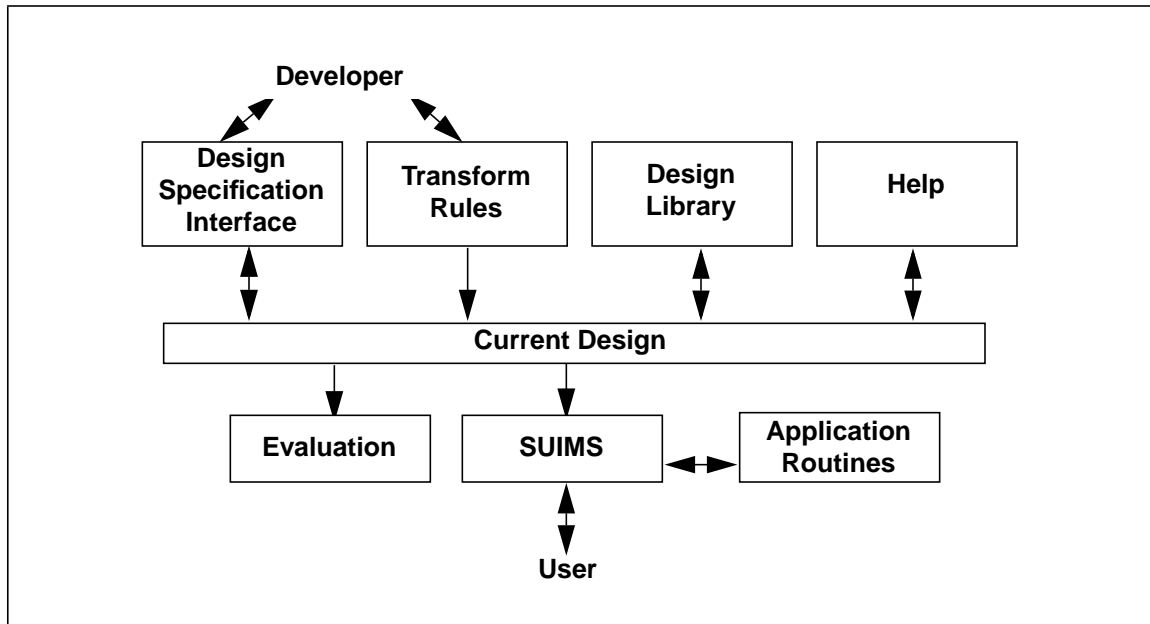 Developer
Design
Specification
Interface
Transform
Rules
Design
Library
Help
Current Design
Evaluation
SUIMS
Application
Routines
User